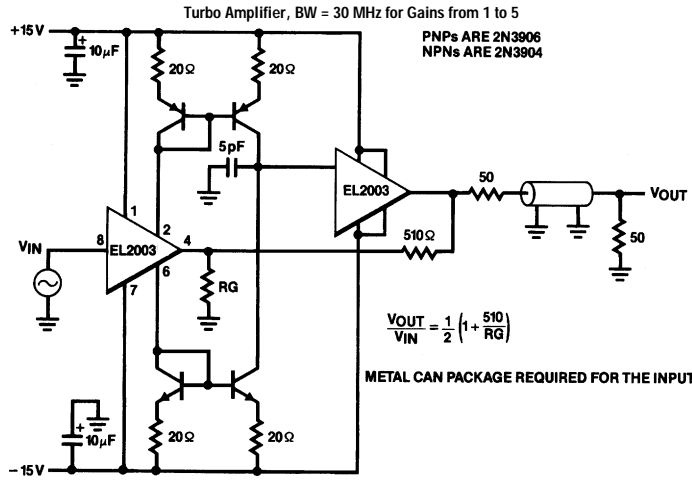 Turbo Amplifier, BW = 30 MHz for Gains from 1 to 5
+15V
+
10μF
20Ω
20Ω
PNPs ARE 2N3906
NPNs ARE 2N3904
5pF
EL2003
50
VOUT
50
VIN
8
EL2003
1
2
4
6
7
RG
510Ω
VOUT
VIN
= 1/2 (1 + 510/RG)
METAL CAN PACKAGE REQUIRED FOR THE INPUT
+
10μF
20Ω
20Ω
-15V